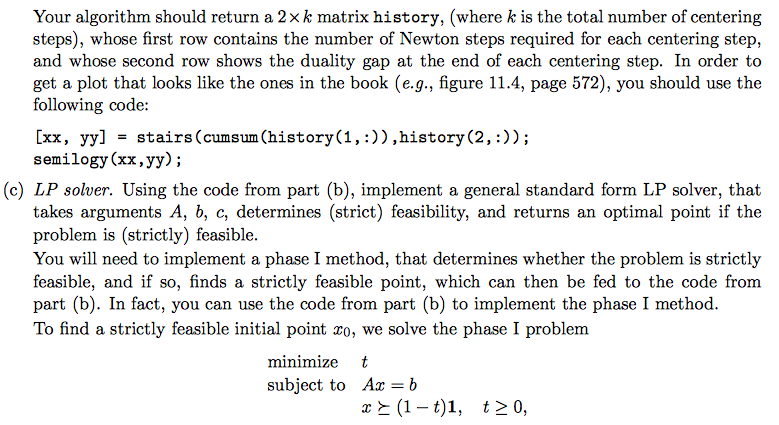 Your algorithm should return a 2×k matrix history, (where k is the total number of centering
steps), whose first row contains the number of Newton steps required for each centering step,
and whose second row shows the duality gap at the end of each centering step. In order to
get a plot that looks like the ones in the book (e.g., figure 11.4, page 572), you should use the
following code:
[xx, yy] = stairs(cumsum(history(1,:)),history(2,:));
semilogy(xx,yy);
(c) LP solver. Using the code from part (b), implement a general standard form LP solver, that
takes arguments A, b, c, determines (strict) feasibility, and returns an optimal point if the
problem is (strictly) feasible.
You will need to implement a phase I method, that determines whether the problem is strictly
feasible, and if so, finds a strictly feasible point, which can then be fed to the code from
part (b). In fact, you can use the code from part (b) to implement the phase I method.
To find a strictly feasible initial point x₀, we solve the phase I problem
minimize t
subject to Ax = b
x ⪰ (1 − t)1, t ≥ 0,